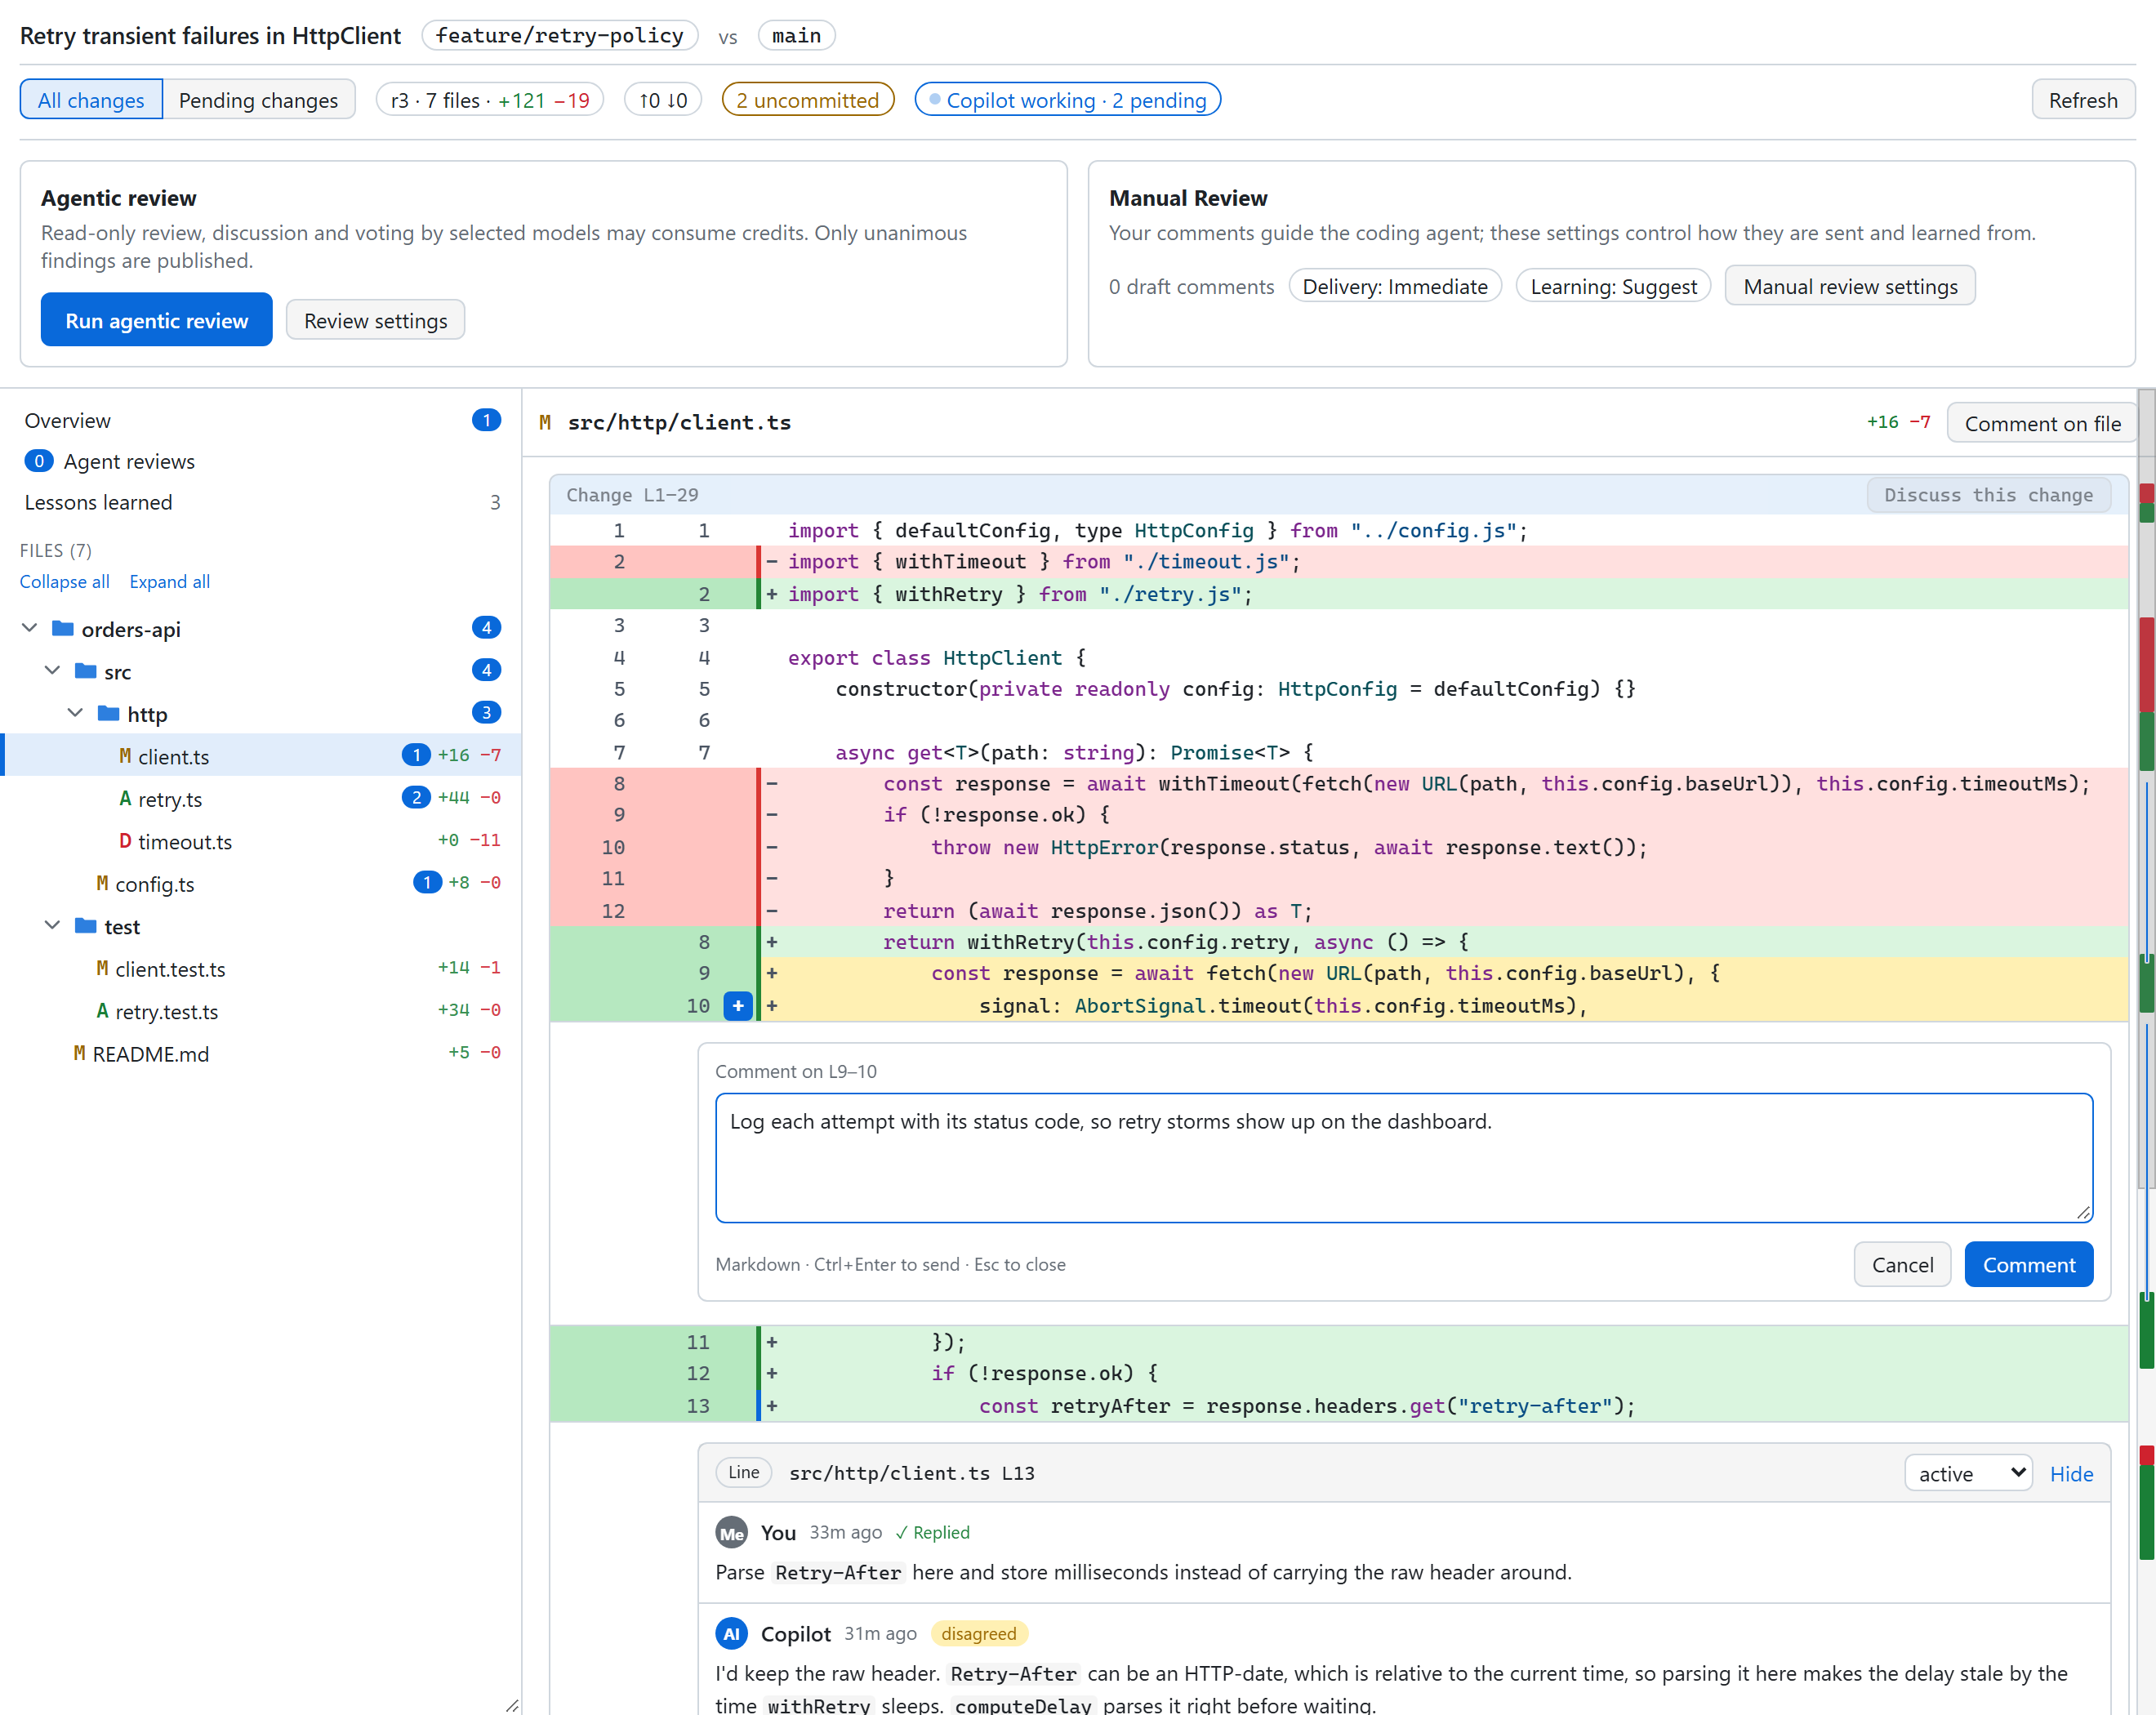 Retry transient failures in HttpClient feature/retry-policy vs main
All changes Pending changes r3 · 7 files · +121 −19 ↑0 ↓0 2 uncommitted Copilot working · 2 pending Refresh
Agentic review
Read-only review, discussion and voting by selected models may consume credits. Only unanimous
findings are published.
Run agentic review Review settings
Manual Review
Your comments guide the coding agent; these settings control how they are sent and learned from.
0 draft comments Delivery: Immediate Learning: Suggest Manual review settings
Overview 1
0 Agent reviews
Lessons learned 3
FILES (7)
Collapse all Expand all
orders-api 4
src 4
http 3
M client.ts 1 +16 −7
A retry.ts 2 +44 −0
D timeout.ts +0 −11
M config.ts 1 +8 −0
test
M client.test.ts +14 −1
A retry.test.ts +34 −0
M README.md +5 −0
M src/http/client.ts +16 −7 Comment on file
Change L1–29 Discuss this change
1 1 import { defaultConfig, type HttpConfig } from "../config.js";
2 − import { withTimeout } from "./timeout.js";
2 + import { withRetry } from "./retry.js";
3 3
4 4 export class HttpClient {
5 5 constructor(private readonly config: HttpConfig = defaultConfig) {}
6 6
7 7 async get<T>(path: string): Promise<T> {
8 − const response = await withTimeout(fetch(new URL(path, this.config.baseUrl)), this.config.timeoutMs);
9 − if (!response.ok) {
10 − throw new HttpError(response.status, await response.text());
11 − }
12 − return (await response.json()) as T;
8 + return withRetry(this.config.retry, async () => {
9 + const response = await fetch(new URL(path, this.config.baseUrl), {
10 + + signal: AbortSignal.timeout(this.config.timeoutMs),
Comment on L9–10
Log each attempt with its status code, so retry storms show up on the dashboard.
Markdown · Ctrl+Enter to send · Esc to close Cancel Comment
11 + });
12 + if (!response.ok) {
13 + const retryAfter = response.headers.get("retry-after");
Line src/http/client.ts L13 active Hide
Me You 33m ago ✓ Replied
Parse Retry-After here and store milliseconds instead of carrying the raw header around.
AI Copilot 31m ago disagreed
I'd keep the raw header. Retry-After can be an HTTP-date, which is relative to the current time, so parsing it here makes the delay stale by the
time withRetry sleeps. computeDelay parses it right before waiting.